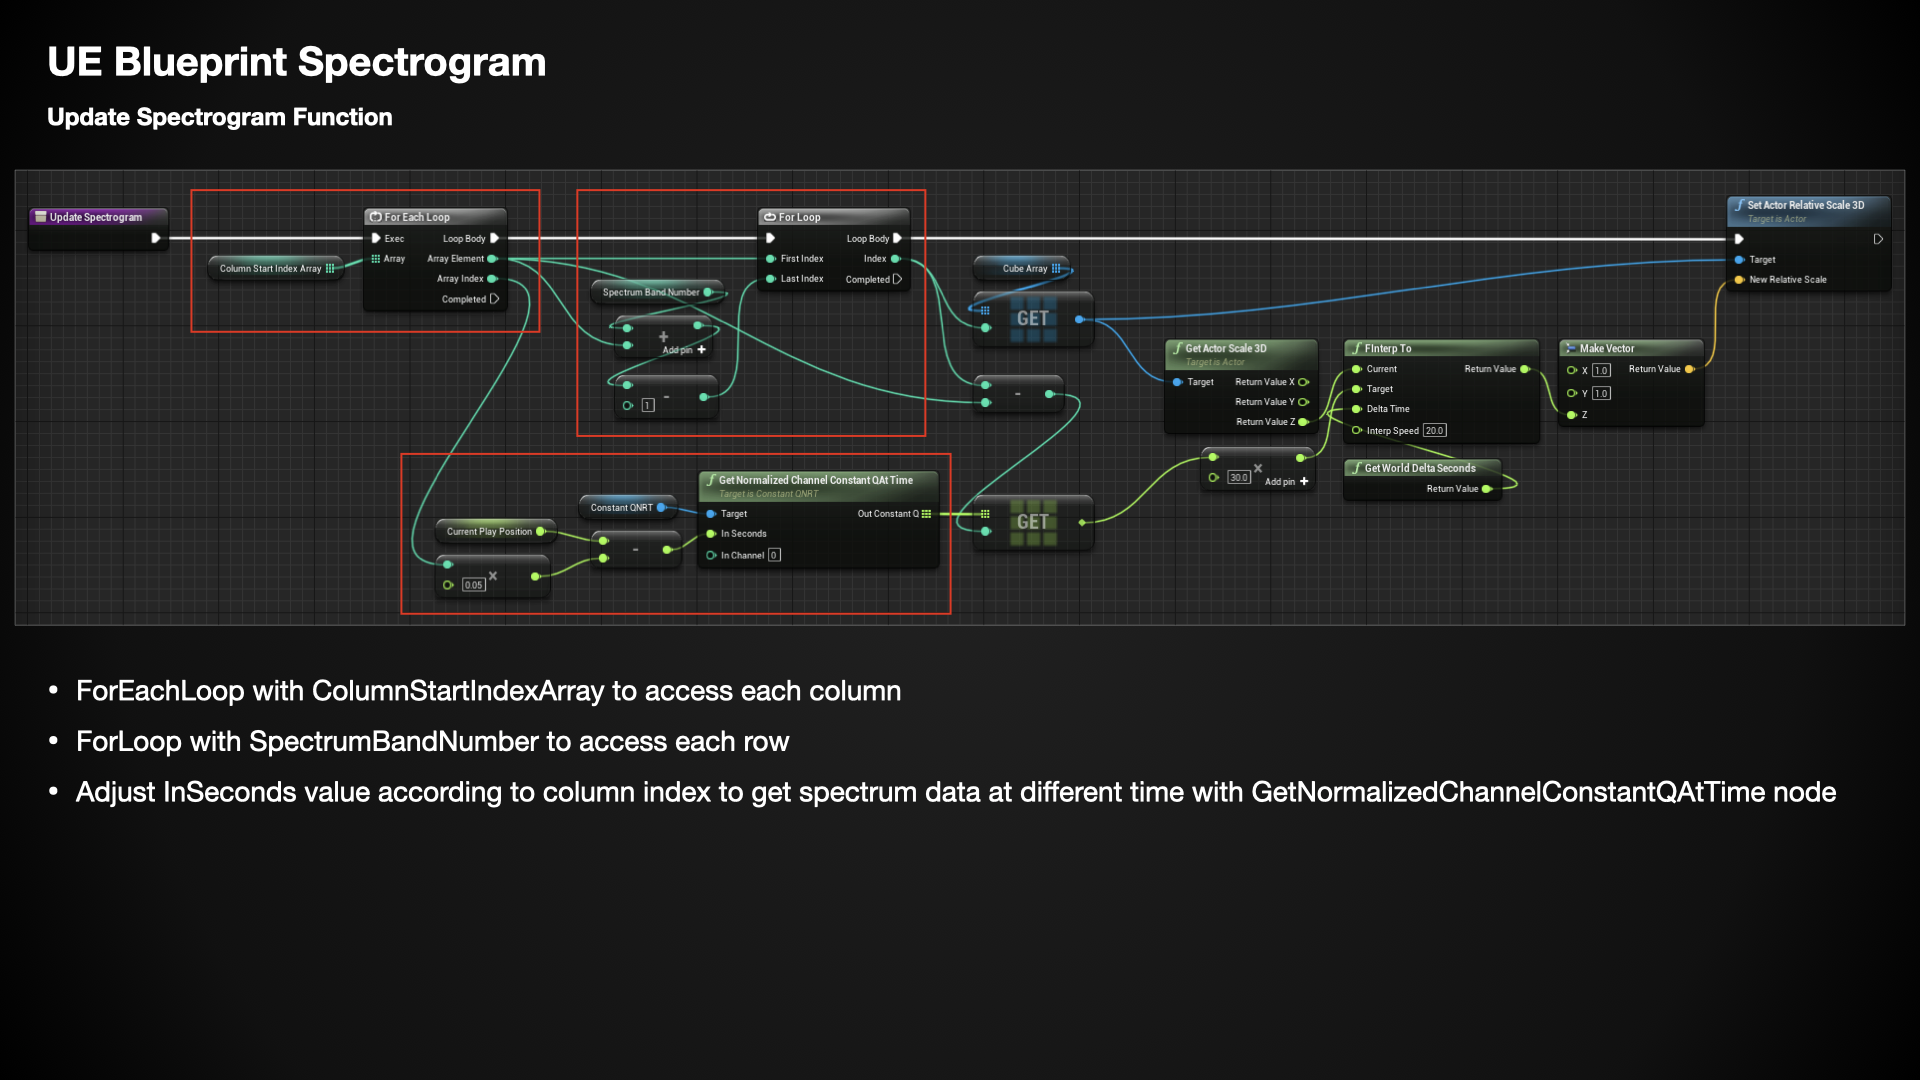 UE Blueprint Spectrogram
Update Spectrogram Function
Update Spectrogram
Column Start Index Array
For Each Loop
Exec Loop Body
Array Array Element
Array Index
Completed
Spectrum Band Number
+
Add pin +
-
1
For Loop
Loop Body
First Index Index
Last Index Completed
Cube Array
GET
-
Current Play Position
×
0.05
Constant QNRT
-
Get Normalized Channel Constant QAt Time
Target is Constant QNRT
Target Out Constant Q
In Seconds
In Channel 0
GET
Get Actor Scale 3D
Target is Actor
Target Return Value X
Return Value Y
Return Value Z
×
30.0
Add pin +
FInterp To
Current Return Value
Target
Delta Time
Interp Speed 20.0
Get World Delta Seconds
Return Value
Make Vector
X 1.0 Return Value
Y 1.0
Z
Set Actor Relative Scale 3D
Target is Actor
Target
New Relative Scale
• ForEachLoop with ColumnStartIndexArray to access each column
• ForLoop with SpectrumBandNumber to access each row
• Adjust InSeconds value according to column index to get spectrum data at different time with GetNormalizedChannelConstantQAtTime node